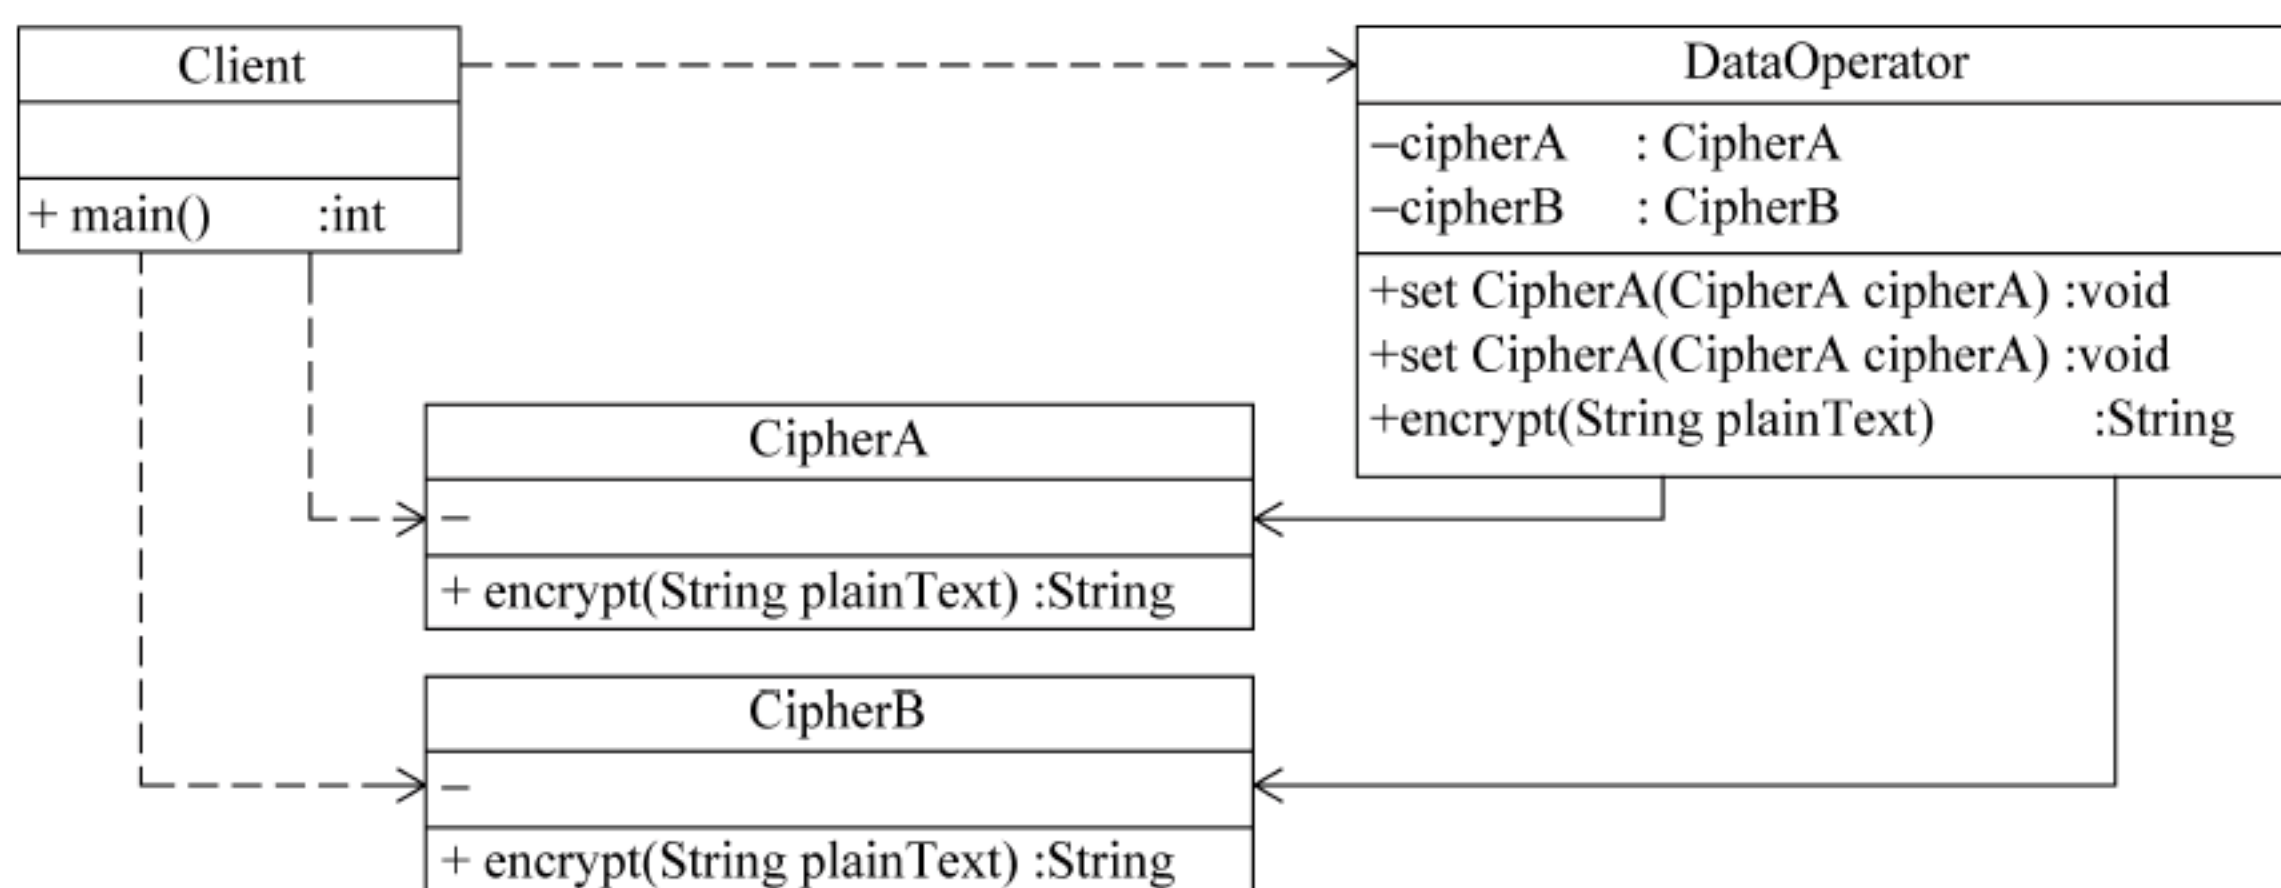 Client
+ main() :int
DataOperator
–cipherA : CipherA
–cipherB : CipherB
+set CipherA(CipherA cipherA) :void
+set CipherA(CipherA cipherA) :void
+encrypt(String plainText) :String
CipherA
–
+ encrypt(String plainText) :String
CipherB
–
+ encrypt(String plainText) :String